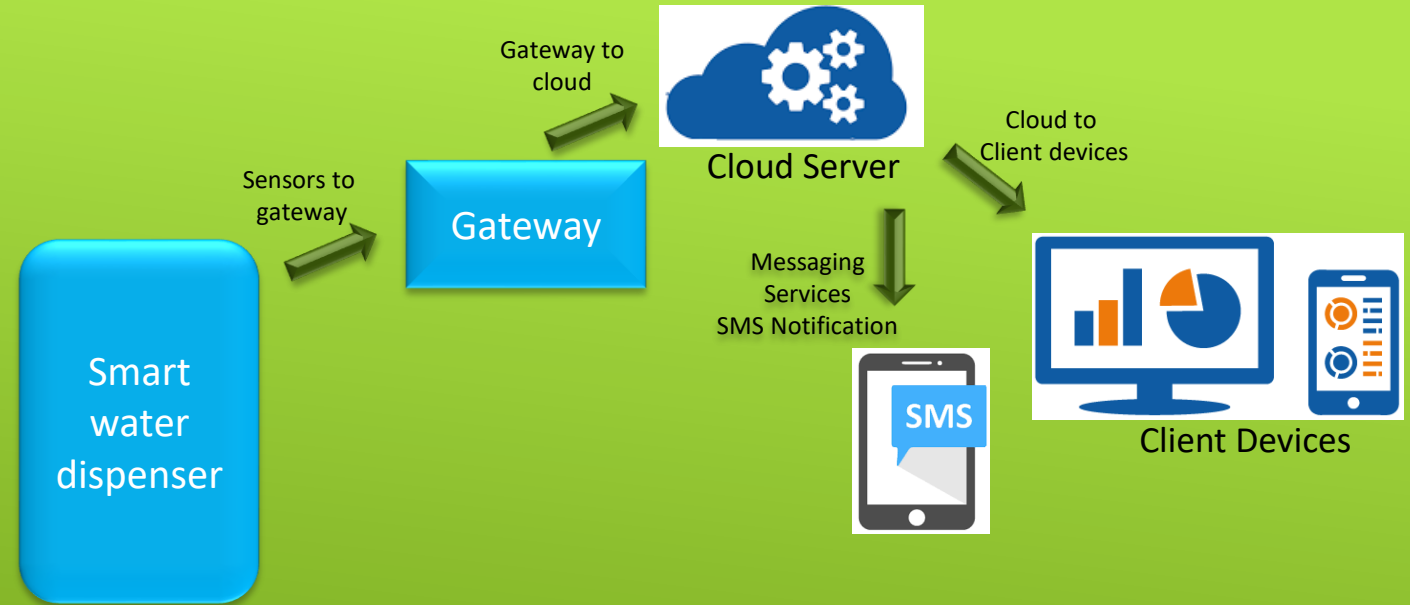 Gateway to
cloud
Cloud Server
Cloud to
Client devices
Sensors to
gateway
Gateway
Smart
water
dispenser
Messaging
Services
SMS Notification
SMS
Client Devices